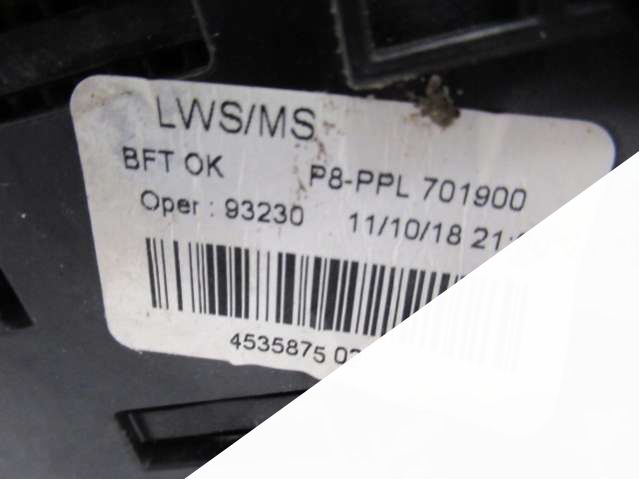 LWS/MS
BFT OK P8-PPL 701900
Oper : 93230 11/10/18
4535875